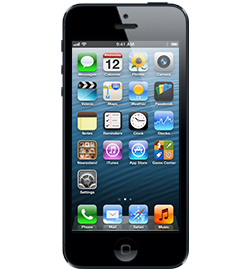 9:41 AM
Messages Calendar Photos Camera
Videos Maps Weather Passbook
Notes Reminders Clock Stocks
Newsstand iTunes App Store Game Center
Settings
Phone Mail Safari Music